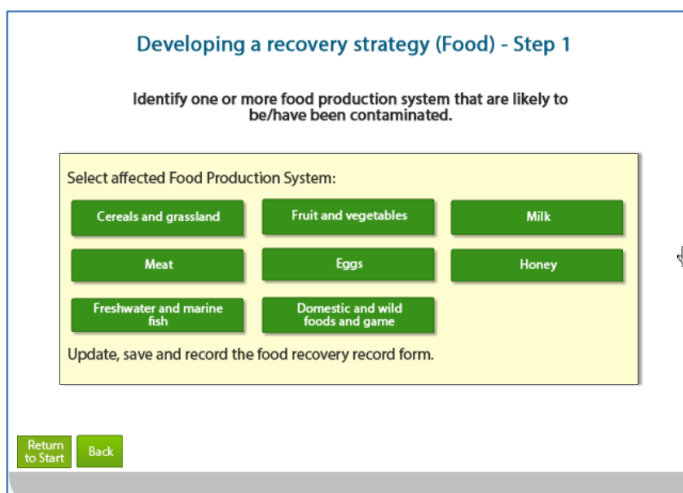 Developing a recovery strategy (Food) - Step 1
Identify one or more food production system that are likely to
be/have been contaminated.
Select affected Food Production System:
Cereals and grassland
Fruit and vegetables
Milk
Meat
Eggs
Honey
Freshwater and marine
fish
Domestic and wild
foods and game
Update, save and record the food recovery record form.
Return
to Start
Back